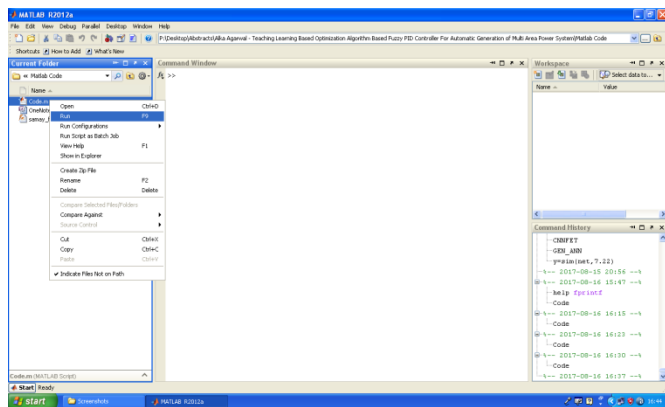 MATLAB R2012a
File Edit View Debug Parallel Desktop Window Help
P:\Desktop\Abstracts\Alka Agarwal - Teaching Learning Based Optimization Algorithm Based Fuzzy PID Controller For Automatic Generation of Multi Area Power System\Matlab Code
Shortcuts How to Add What's New
Current Folder
« Matlab Code
Name
Code.m
OneNote
Open Ctrl+D
Run F9
Run Configurations
Run Script as Batch Job
View Help F1
Show in Explorer
Create Zip File
Rename F2
Delete Delete
Compare Selected Files/Folders
Compare Against
Source Control
Cut Ctrl+X
Copy Ctrl+C
Paste Ctrl+V
✔ Indicate Files Not on Path
Code.m (MATLAB Script)
Command Window
fx >>
Workspace
Select data to...
Name Value
Command History
CNNFET
GEN_ANN
y=sim(net,7.22)
%-- 2017-08-15 20:56 --%
%-- 2017-08-16 15:47 --%
help fprintf
Code
%-- 2017-08-16 16:15 --%
Code
%-- 2017-08-16 16:23 --%
Code
%-- 2017-08-16 16:30 --%
Code
%-- 2017-08-16 16:37 --%
Start Ready
start Screenshots MATLAB R2012a 16:44